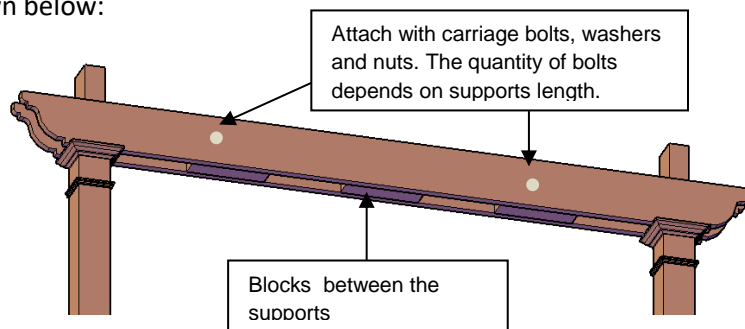 wn below:
Attach with carriage bolts, washers
and nuts. The quantity of bolts
depends on supports length.
Blocks between the
supports